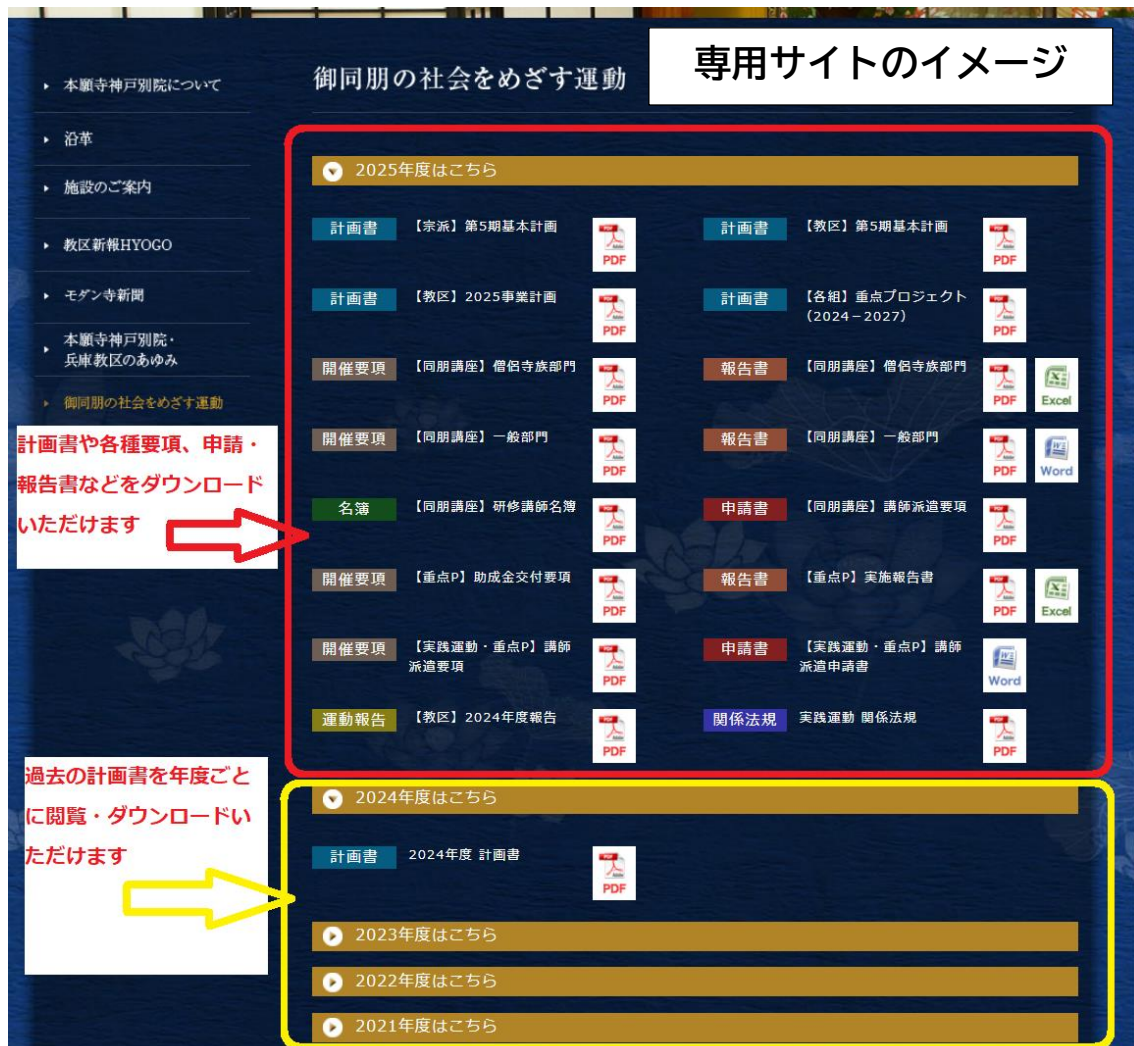 専用サイトのイメージ
御同朋の社会をめざす運動
本願寺神戸別院について
沿革
施設のご案内
教区新報HYOGO
モダン寺新聞
本願寺神戸別院・
兵庫教区のあゆみ
御同朋の社会をめざす運動
計画書や各種要項、申請・
報告書などをダウンロード
いただけます
過去の計画書を年度ごと
に閲覧・ダウンロードい
ただけます
2025年度はこちら
計画書 【宗派】第5期基本計画 PDF
計画書 【教区】第5期基本計画 PDF
計画書 【教区】2025事業計画 PDF
計画書 【各組】重点プロジェクト
(2024-2027) PDF
開催要項 【同朋講座】僧侶寺族部門 PDF
報告書 【同朋講座】僧侶寺族部門 PDF Excel
開催要項 【同朋講座】一般部門 PDF
報告書 【同朋講座】一般部門 PDF Word
名簿 【同朋講座】研修講師名簿 PDF
申請書 【同朋講座】講師派遣要項 PDF
開催要項 【重点P】助成金交付要項 PDF
報告書 【重点P】実施報告書 PDF Excel
開催要項 【実践運動・重点P】講師
派遣要項 PDF
申請書 【実践運動・重点P】講師
派遣申請書 Word
運動報告 【教区】2024年度報告 PDF
関係法規 実践運動 関係法規 PDF
2024年度はこちら
計画書 2024年度 計画書 PDF
2023年度はこちら
2022年度はこちら
2021年度はこちら